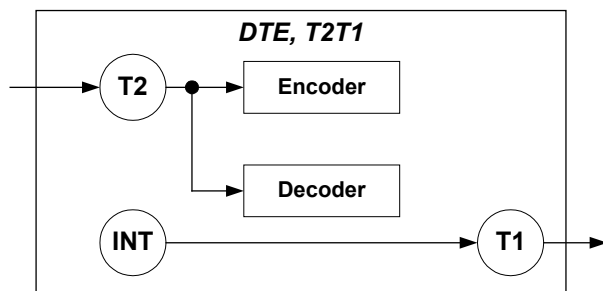 DTE, T2T1
T2
Encoder
Decoder
INT
T1